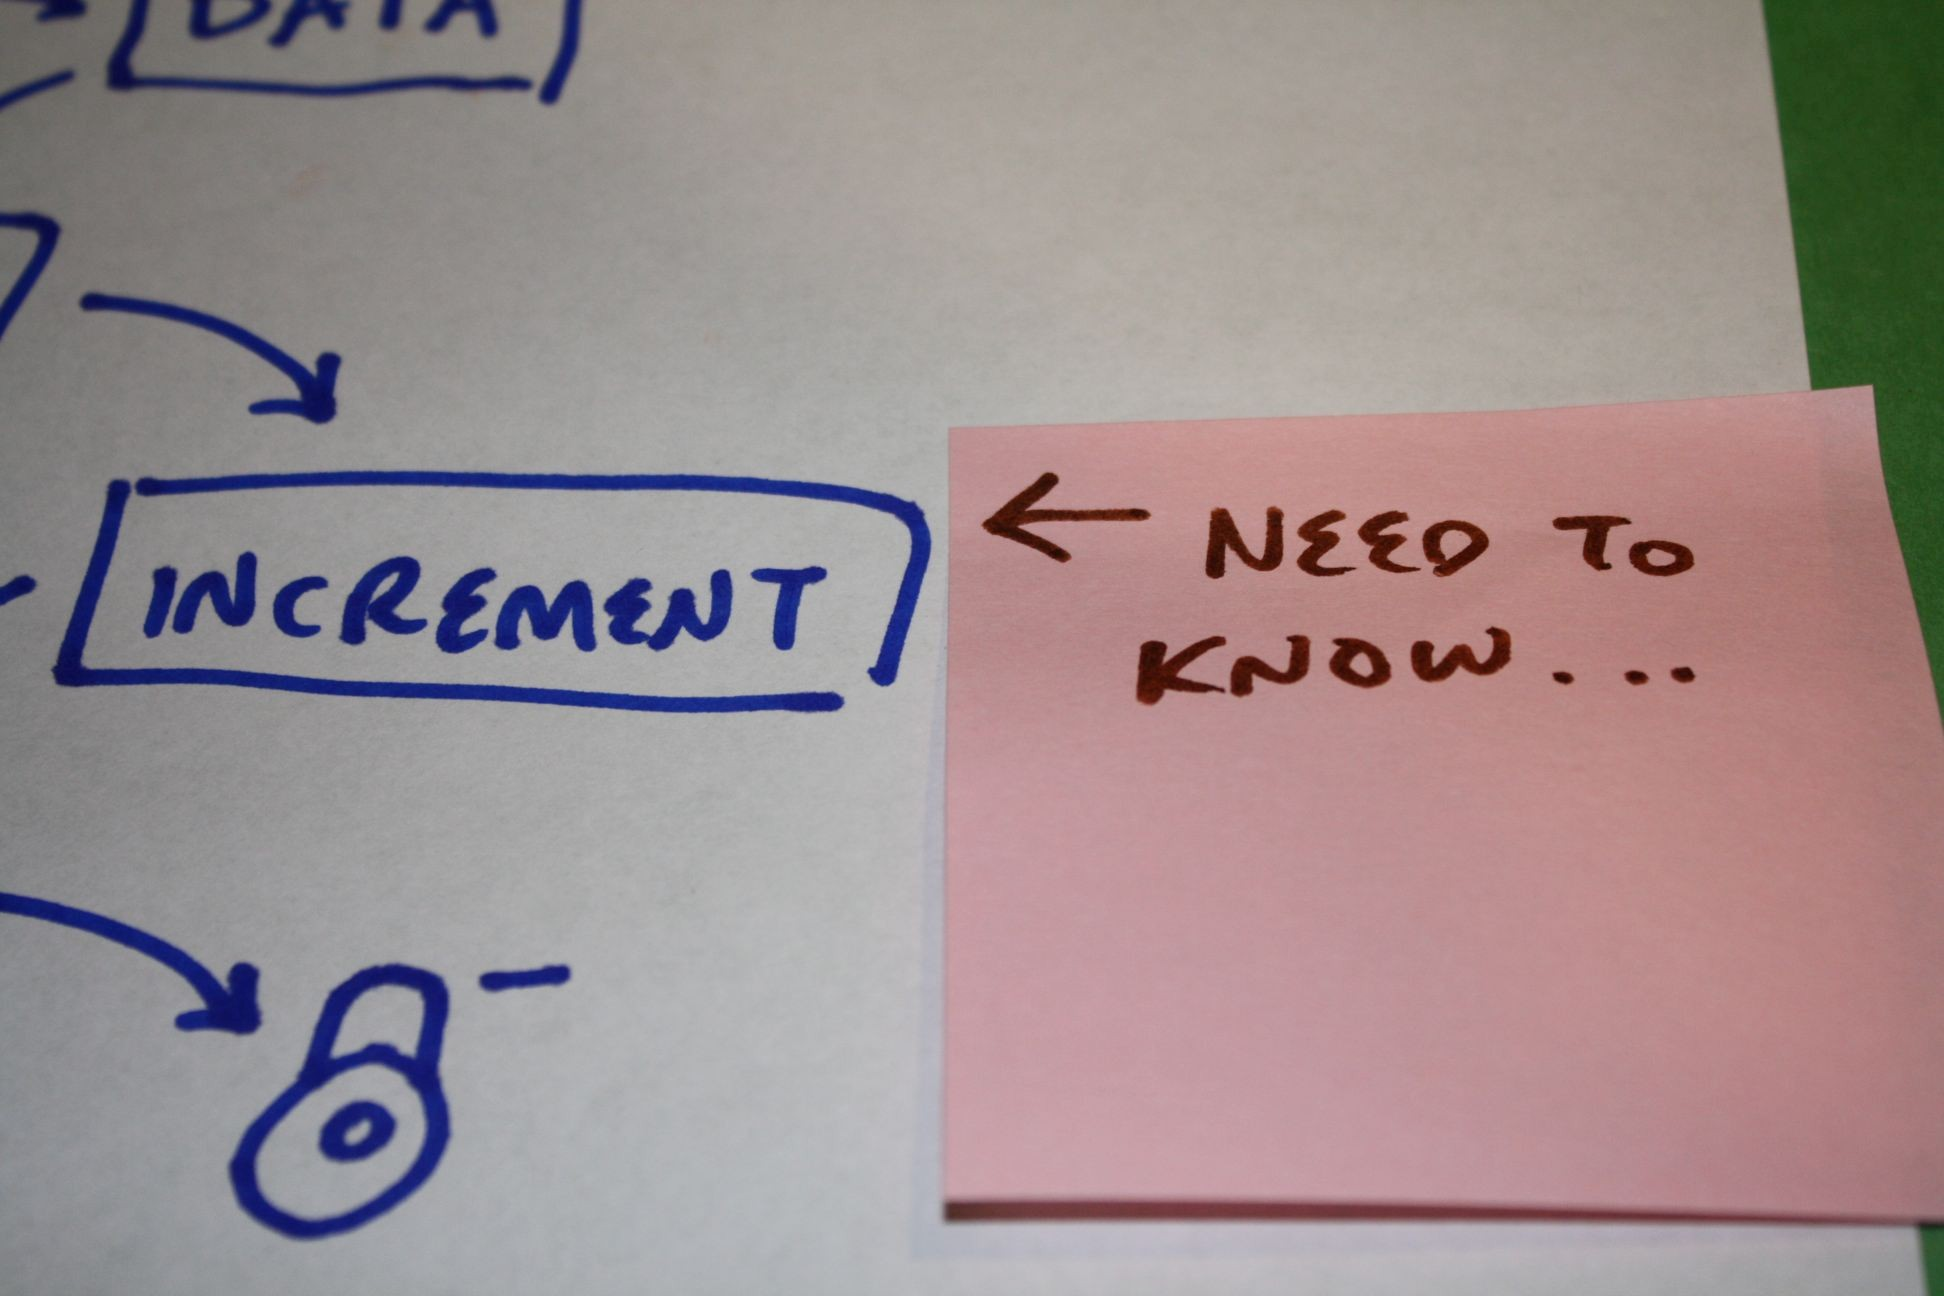 DATA
INCREMENT
← NEED TO
KNOW...